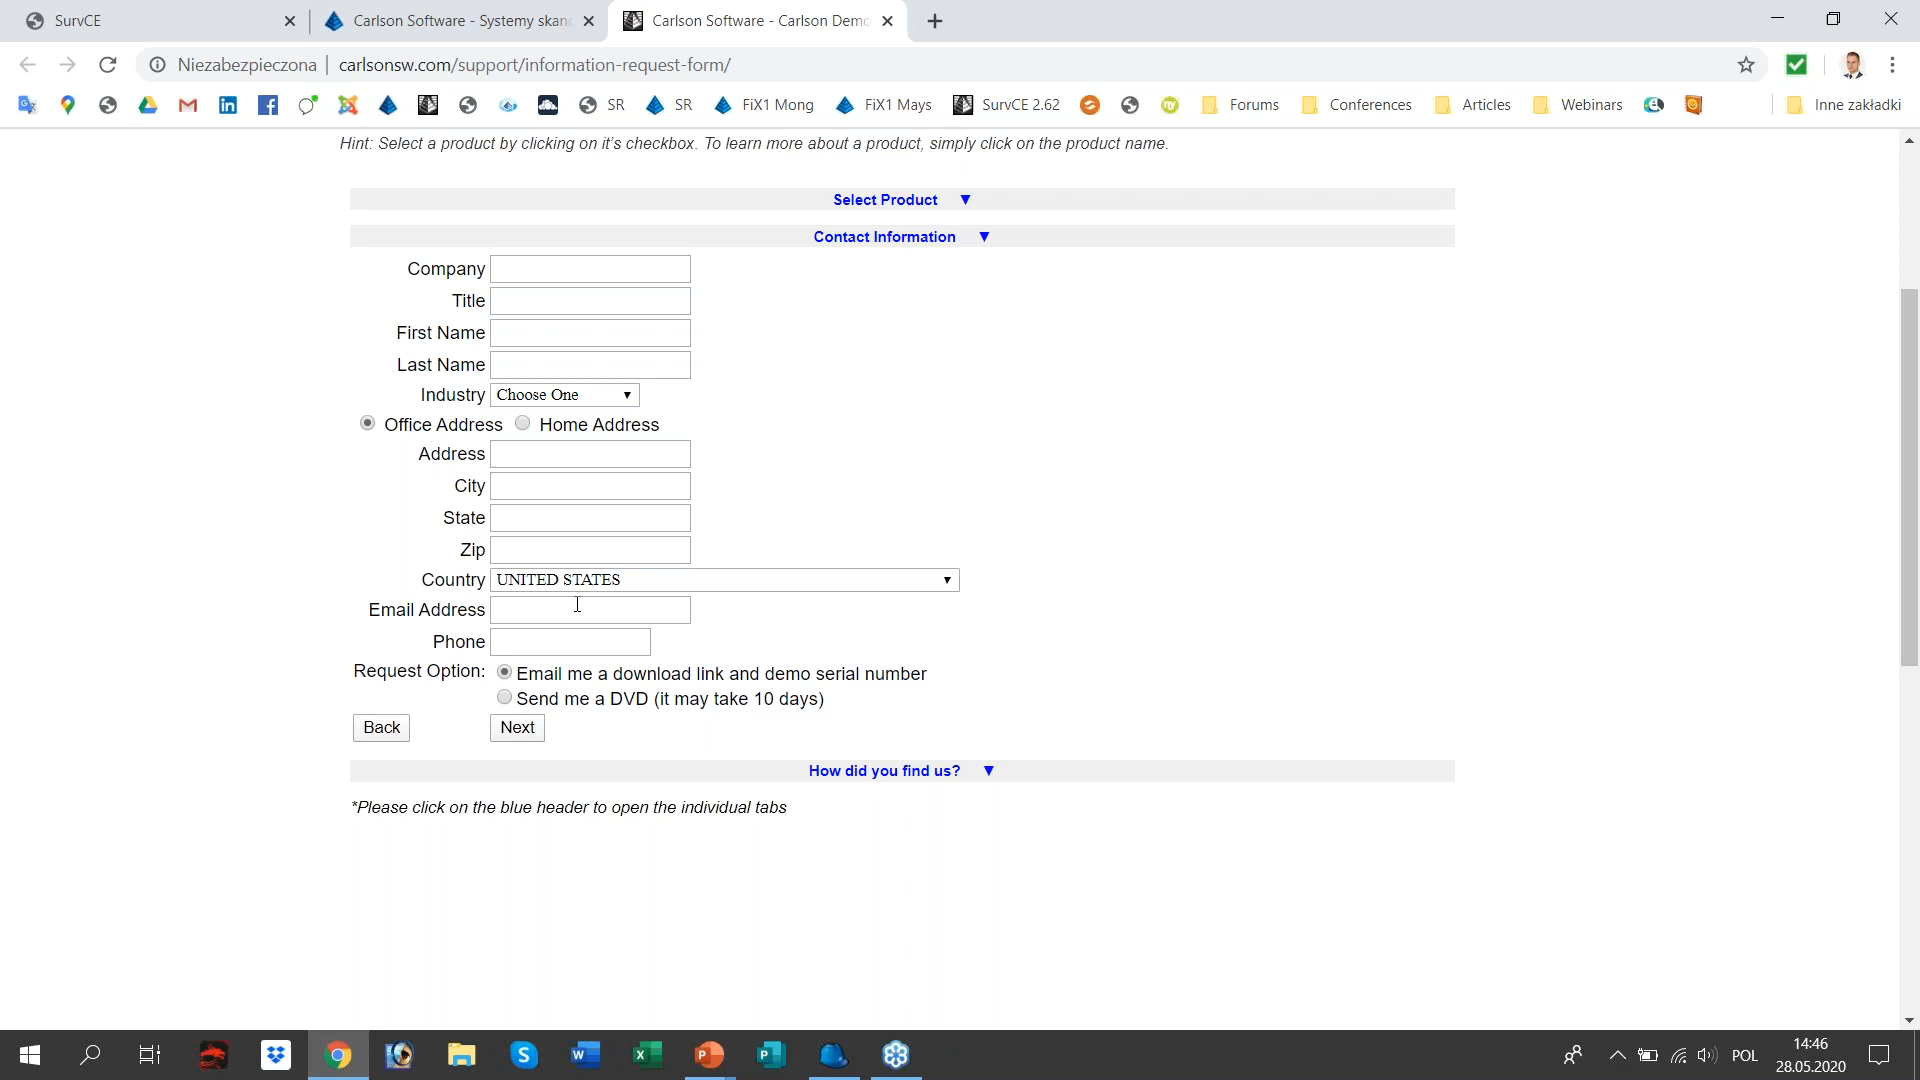 SurvCE
Carlson Software - Systemy skan
Carlson Software - Carlson Demo
Niezabezpieczona
carlsonsw.com/support/information-request-form/
SR
SR
FiX1 Mong
FiX1 Mays
SurvCE 2.62
Forums
Conferences
Articles
Webinars
Inne zakładki
Hint: Select a product by clicking on it's checkbox. To learn more about a product, simply click on the product name.
Select Product ▼
Contact Information ▼
Company
Title
First Name
Last Name
Industry Choose One
Office Address Home Address
Address
City
State
Zip
Country UNITED STATES
Email Address
Phone
Request Option: Email me a download link and demo serial number
Send me a DVD (it may take 10 days)
Back Next
How did you find us? ▼
*Please click on the blue header to open the individual tabs
POL
14:46
28.05.2020